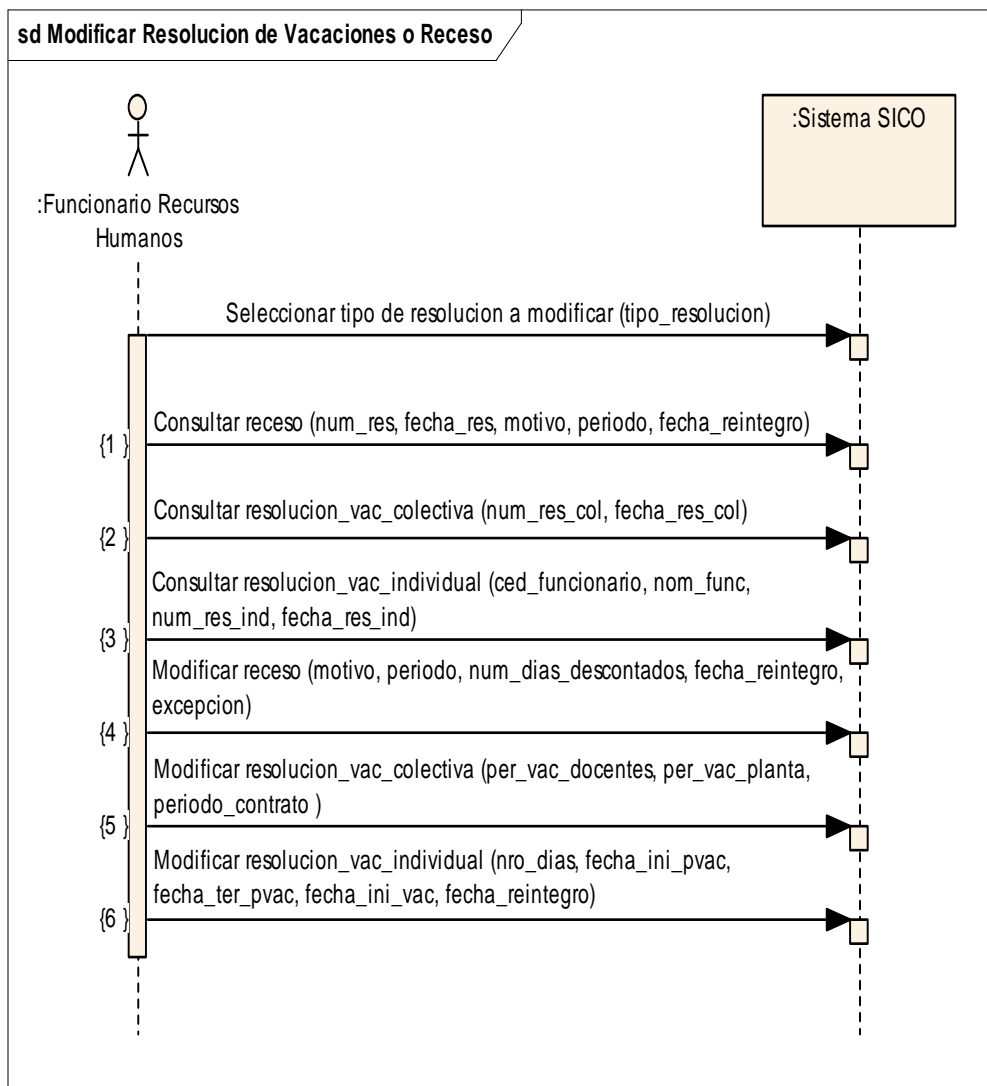 sd Modificar Resolucion de Vacaciones o Receso
:Funcionario Recursos
Humanos
:Sistema SICO
Seleccionar tipo de resolucion a modificar (tipo_resolucion)
Consultar receso (num_res, fecha_res, motivo, periodo, fecha_reintegro)
{1 }
Consultar resolucion_vac_colectiva (num_res_col, fecha_res_col)
{2 }
Consultar resolucion_vac_individual (ced_funcionario, nom_func,
num_res_ind, fecha_res_ind)
{3 }
Modificar receso (motivo, periodo, num_dias_descontados, fecha_reintegro,
excepcion)
{4 }
Modificar resolucion_vac_colectiva (per_vac_docentes, per_vac_planta,
periodo_contrato )
{5 }
Modificar resolucion_vac_individual (nro_dias, fecha_ini_pvac,
fecha_ter_pvac, fecha_ini_vac, fecha_reintegro)
{6 }